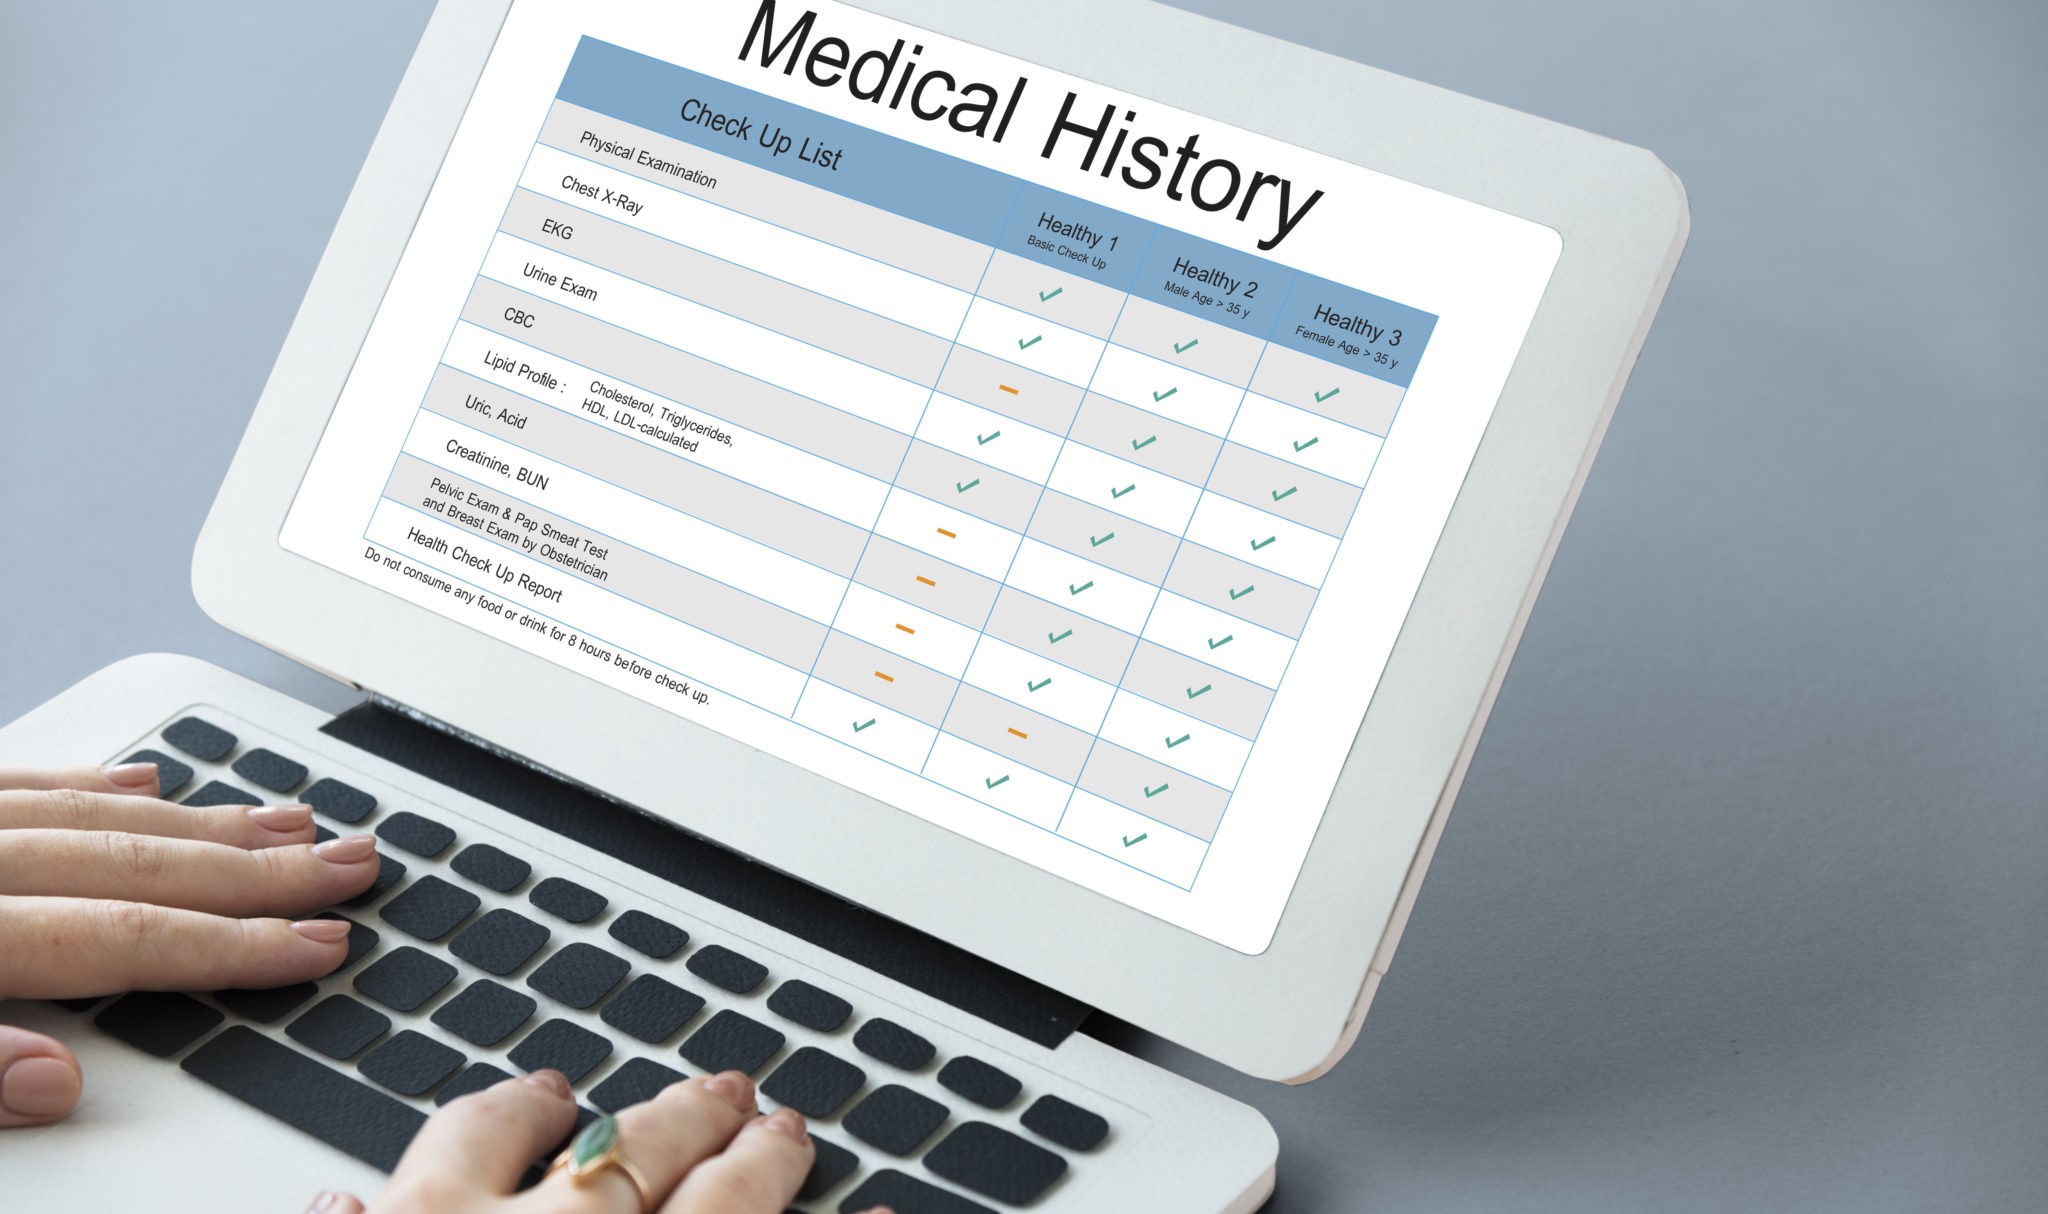 Medical History
Check Up List
Healthy 1
Basic Check Up
Healthy 2
Male Age > 35 y
Healthy 3
Female Age > 35 y
Physical Examination
Chest X-Ray
EKG
Urine Exam
CBC
Lipid Profile : Cholesterol, Triglycerides,
HDL, LDL-calculated
Uric, Acid
Creatinine, BUN
Pelvic Exam & Pap Smeat Test
and Breast Exam by Obstetrician
Health Check Up Report
Do not consume any food or drink for 8 hours before check up.